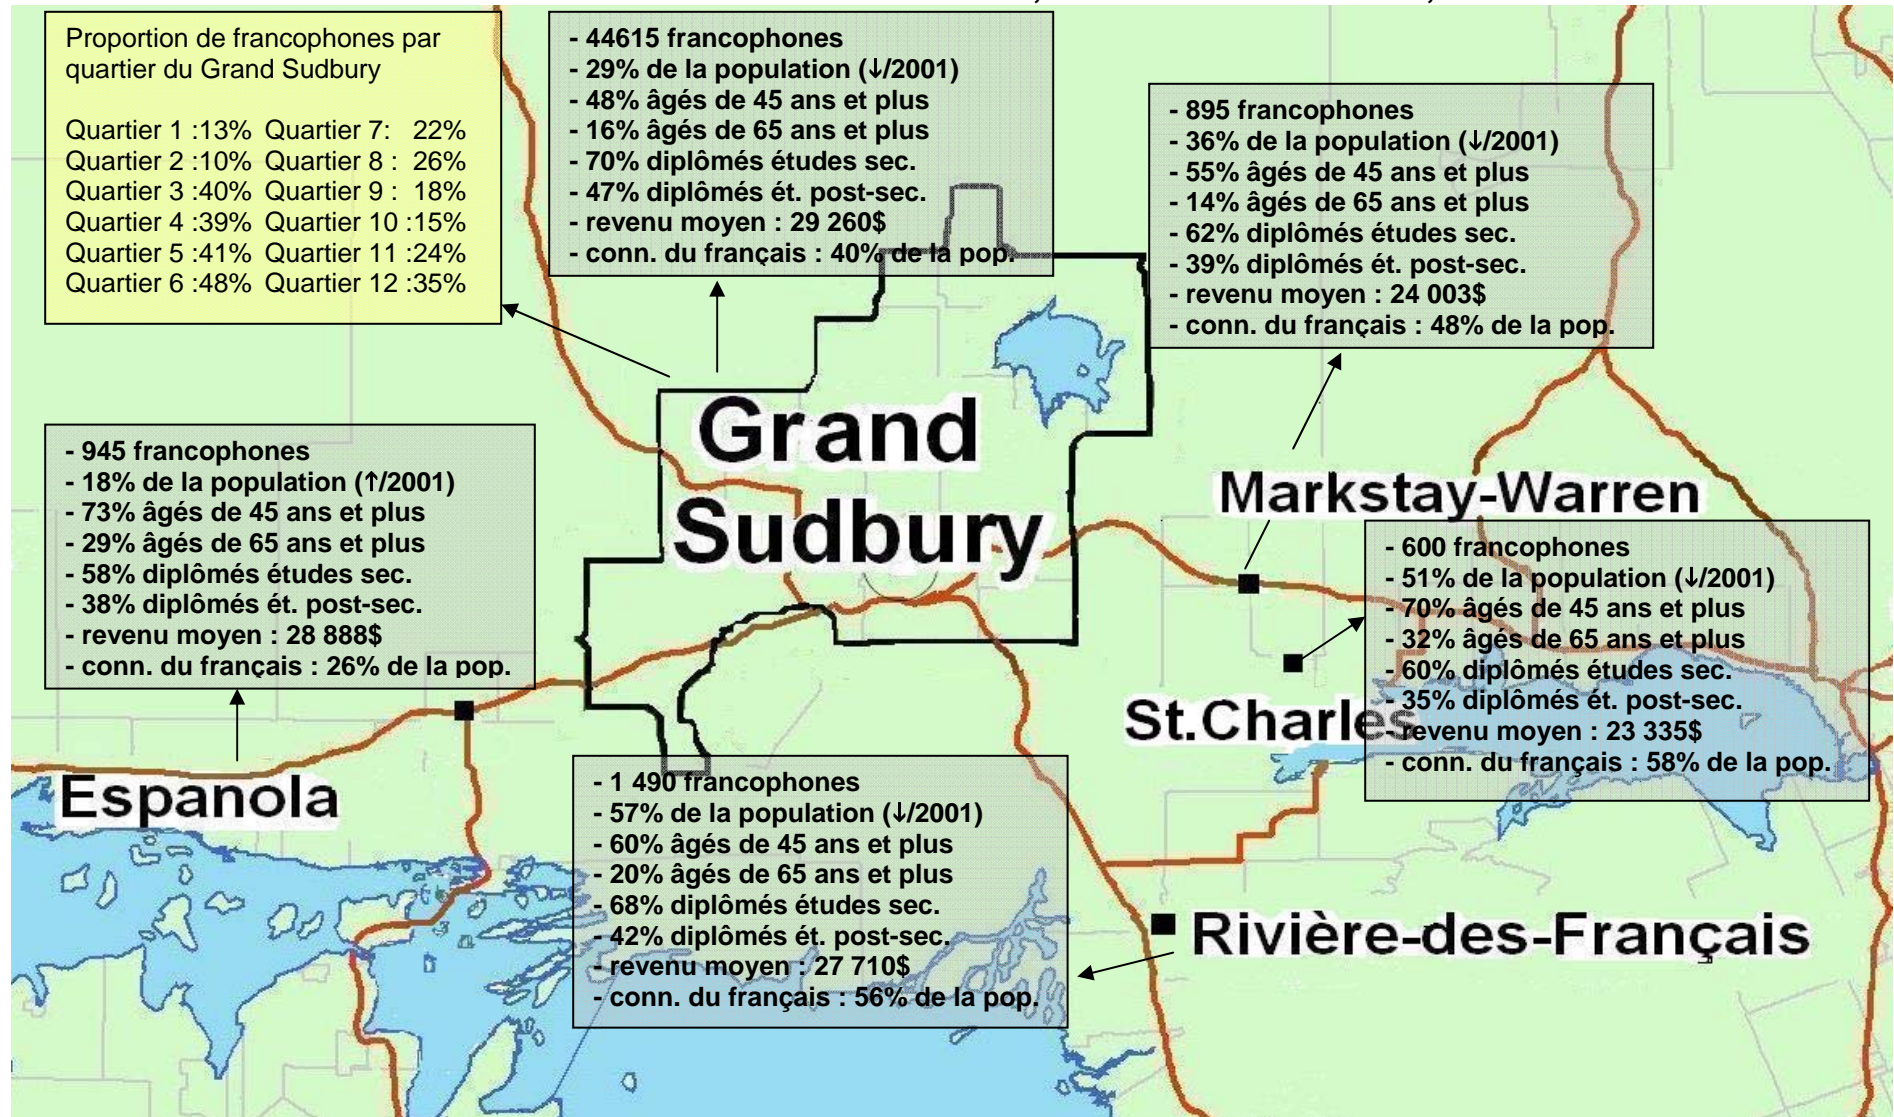 Proportion de francophones par
quartier du Grand Sudbury
Quartier 1 :13% Quartier 7: 22%
Quartier 2 :10% Quartier 8 : 26%
Quartier 3 :40% Quartier 9 : 18%
Quartier 4 :39% Quartier 10 :15%
Quartier 5 :41% Quartier 11 :24%
Quartier 6 :48% Quartier 12 :35%
- 44615 francophones
- 29% de la population (↓/2001)
- 48% âgés de 45 ans et plus
- 16% âgés de 65 ans et plus
- 70% diplômés études sec.
- 47% diplômés ét. post-sec.
- revenu moyen : 29 260$
- conn. du français : 40% de la pop.
- 895 francophones
- 36% de la population (↓/2001)
- 55% âgés de 45 ans et plus
- 14% âgés de 65 ans et plus
- 62% diplômés études sec.
- 39% diplômés ét. post-sec.
- revenu moyen : 24 003$
- conn. du français : 48% de la pop.
Grand
Sudbury
- 945 francophones
- 18% de la population (↑/2001)
- 73% âgés de 45 ans et plus
- 29% âgés de 65 ans et plus
- 58% diplômés études sec.
- 38% diplômés ét. post-sec.
- revenu moyen : 28 888$
- conn. du français : 26% de la pop.
Markstay-Warren
- 600 francophones
- 51% de la population (↓/2001)
- 70% âgés de 45 ans et plus
- 32% âgés de 65 ans et plus
- 60% diplômés études sec.
- 35% diplômés ét. post-sec.
- revenu moyen : 23 335$
- conn. du français : 58% de la pop.
St.Charles
Espanola
- 1 490 francophones
- 57% de la population (↓/2001)
- 60% âgés de 45 ans et plus
- 20% âgés de 65 ans et plus
- 68% diplômés études sec.
- 42% diplômés ét. post-sec.
- revenu moyen : 27 710$
- conn. du français : 56% de la pop.
Rivière-des-Français